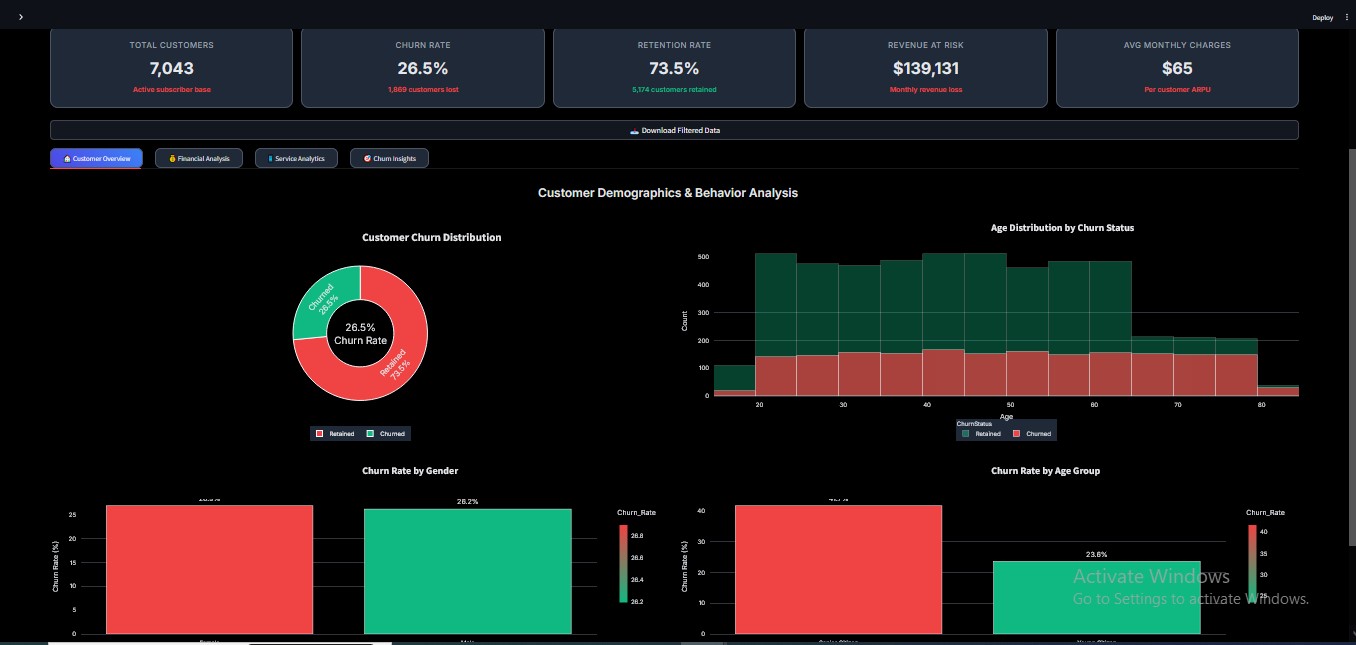 Deploy
TOTAL CUSTOMERS
7,043
Active subscriber base
CHURN RATE
26.5%
1,869 customers lost
RETENTION RATE
73.5%
5,174 customers retained
REVENUE AT RISK
$139,131
Monthly revenue loss
AVG MONTHLY CHARGES
$65
Per customer ARPU
Download Filtered Data
Customer Overview
Financial Analysis
Service Analytics
Churn Insights
Customer Demographics & Behavior Analysis
Customer Churn Distribution
Churned
26.5%
26.5%
Churn Rate
Retained
73.5%
Retained Churned
Age Distribution by Churn Status
Count
500
400
300
200
100
0
20 30 40 50 60 70 80
Age
ChurnStatus
Retained Churned
Churn Rate by Gender
Churn Rate (%)
25
20
15
10
5
0
26.2%
Churn_Rate
26.8
26.6
26.4
26.2
Churn Rate by Age Group
Churn Rate (%)
40
30
20
10
0
23.6%
Churn_Rate
40
35
30
25
Activate Windows
Go to Settings to activate Windows.